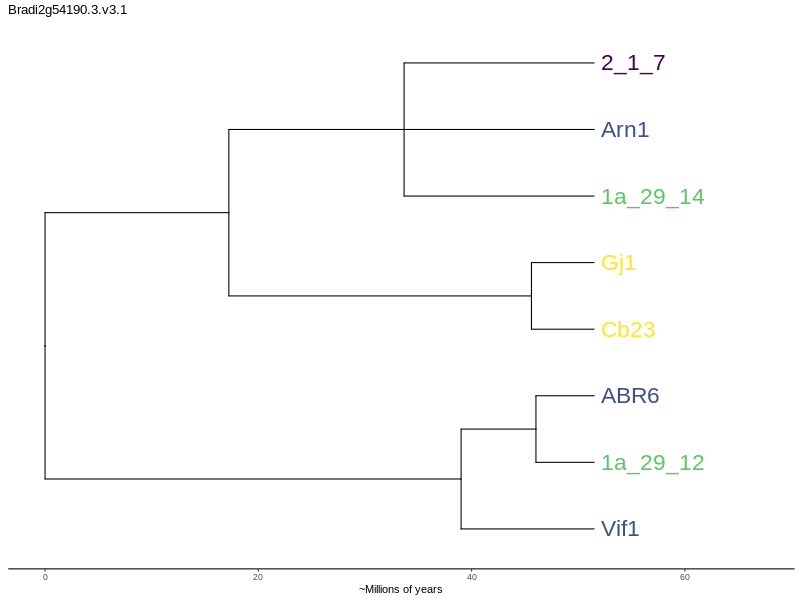 Bradi2g54190.3.v3.1
2_1_7
Arn1
1a_29_14
Gj1
Cb23
ABR6
1a_29_12
Vif1
0 20 40 60
~Millions of years